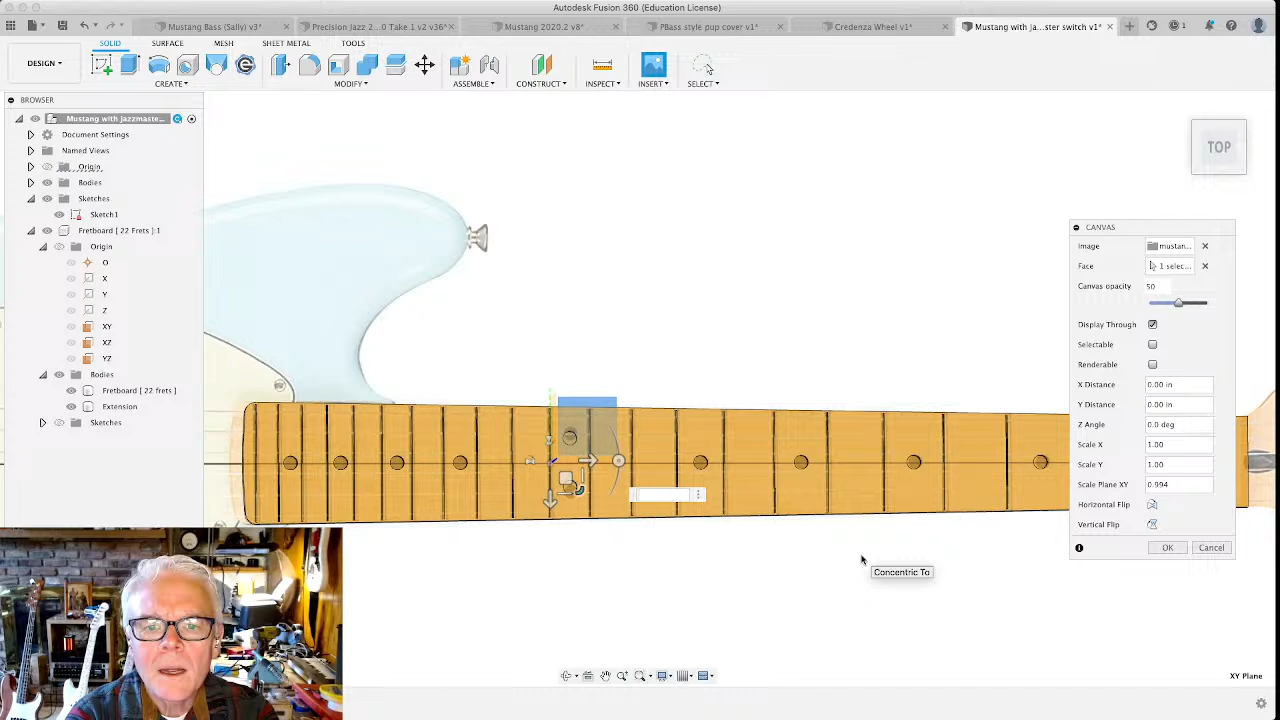 Autodesk Fusion 360 (Education License)
Mustang Bass (Sally) v3*
Precision Jazz 2...0 Take.1 v2 v36*
Mustang 2020.2 v8*
PBass style pup cover v1*
Credenza Wheel v1*
Mustang with ja...ster switch v1*
1
SOLID
SURFACE
MESH
SHEET METAL
TOOLS
DESIGN
CREATE
MODIFY
ASSEMBLE
CONSTRUCT
INSPECT
INSERT
SELECT
BROWSER
Mustang with jazzmaste...
Document Settings
Named Views
Origin
Bodies
Sketches
Sketch1
Fretboard [ 22 Frets ]:1
Origin
O
X
Y
Z
XY
XZ
YZ
Bodies
Fretboard [ 22 frets ]
Extension
Sketches
TOP
CANVAS
Image mustan...
Face 1 selec...
Canvas opacity 50
Display Through
Selectable
Renderable
X Distance 0.00 in
Y Distance 0.00 in
Z Angle 0.0 deg
Scale X 1.00
Scale Y 1.00
Scale Plane XY 0.994
Horizontal Flip
Vertical Flip
OK Cancel
Concentric To
XY Plane